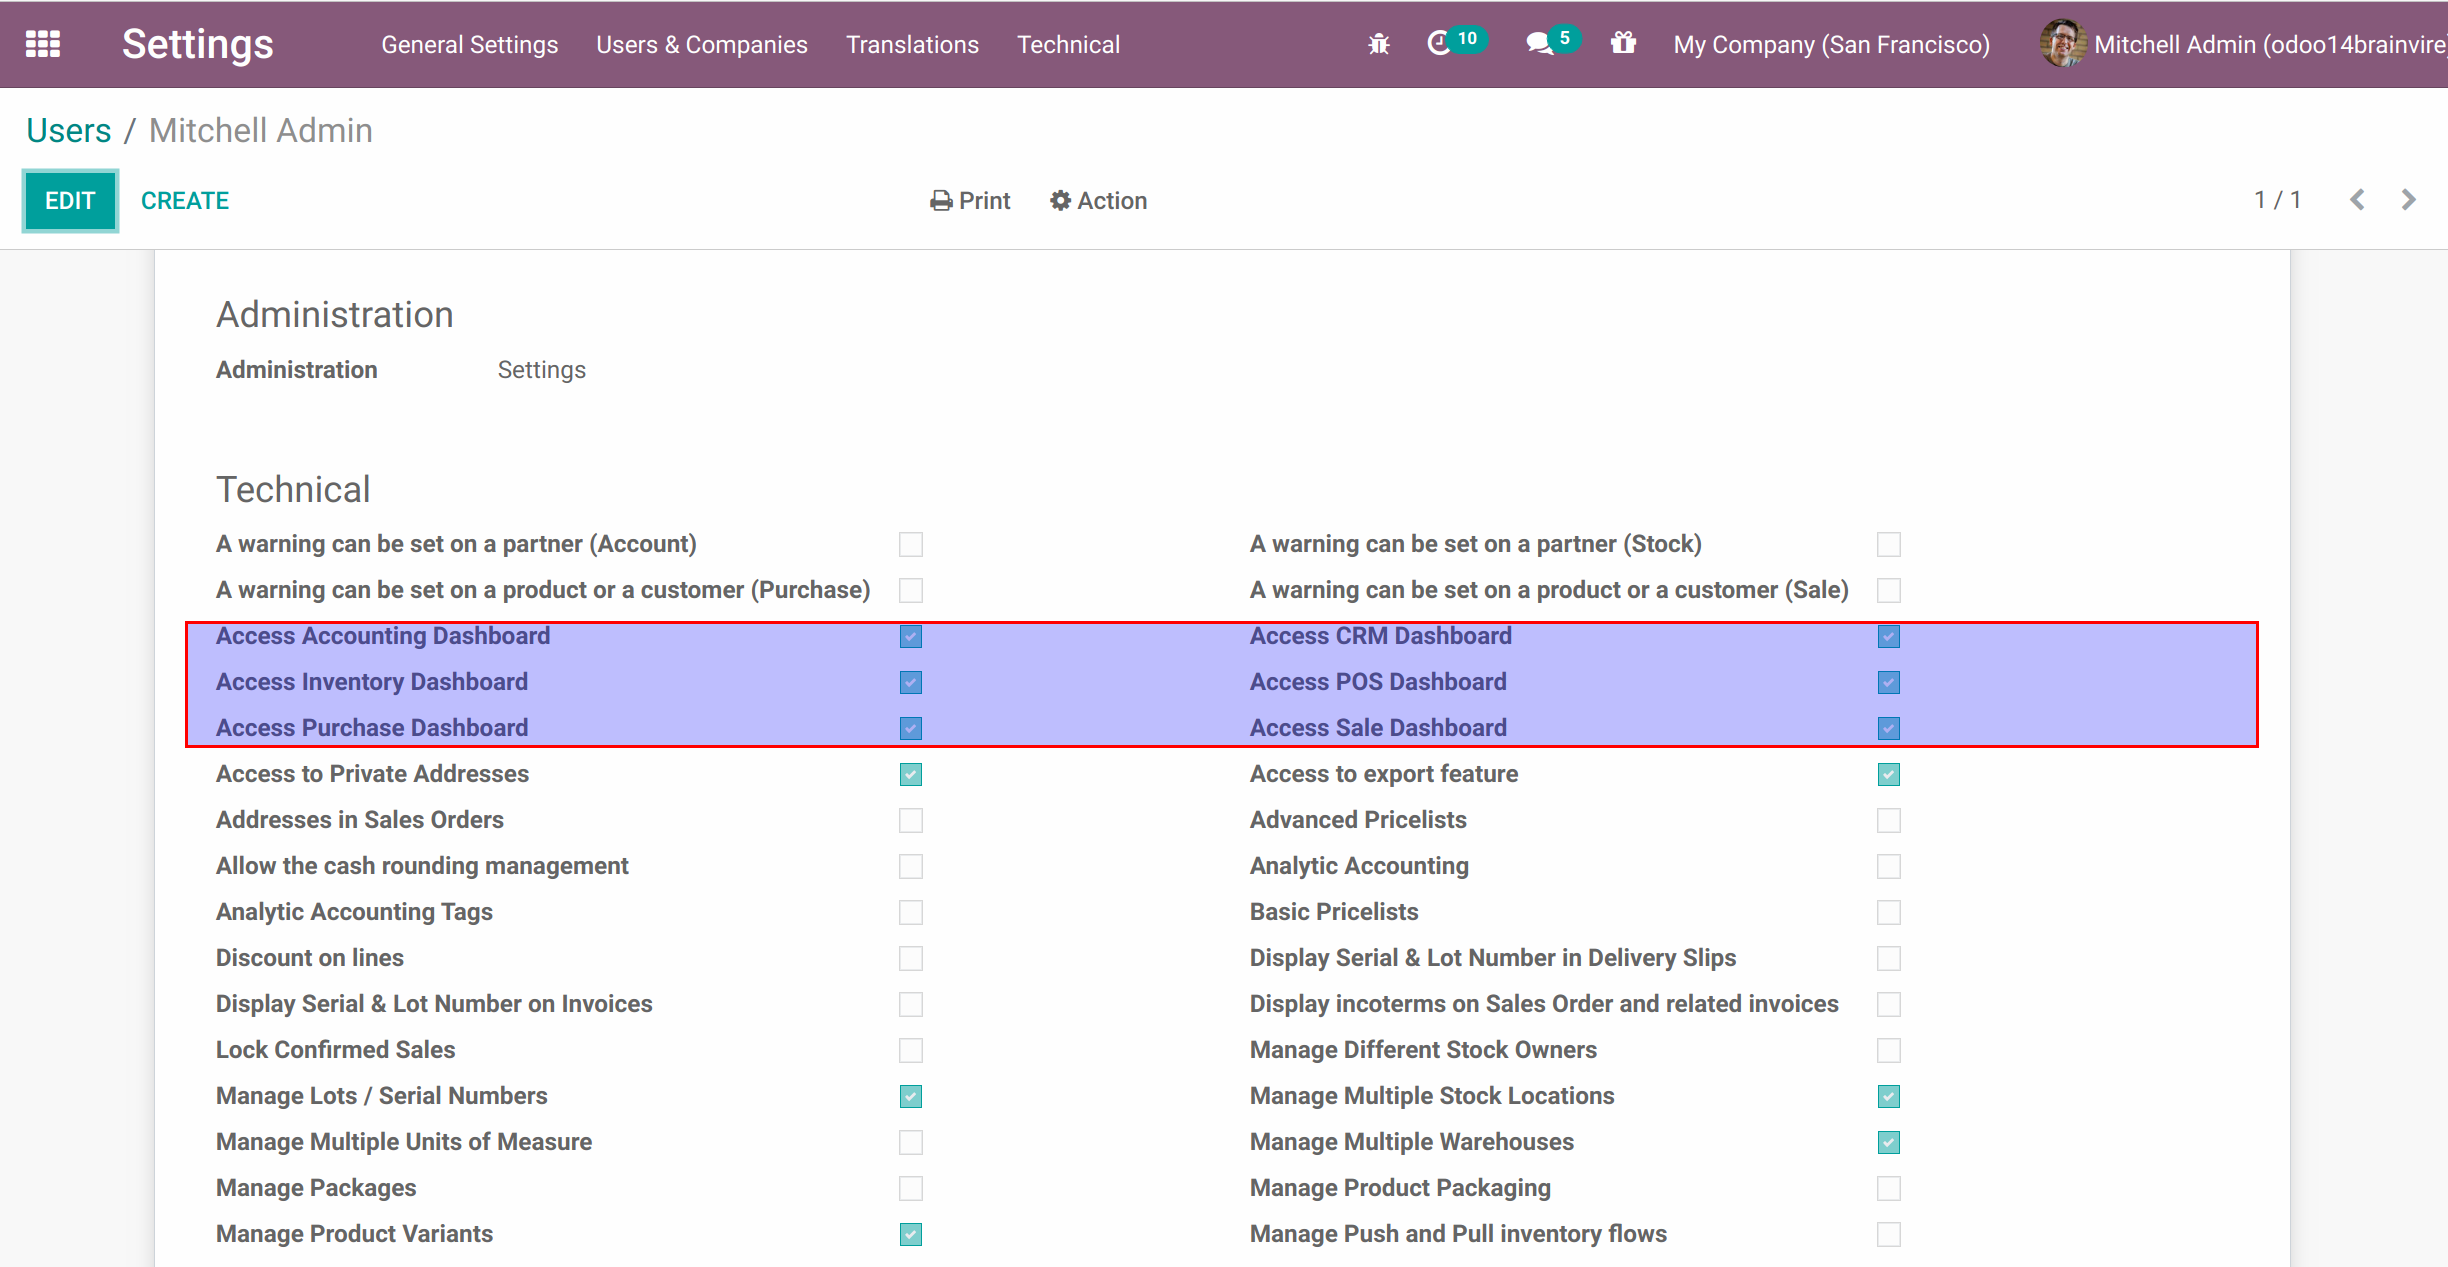 Settings General Settings Users & Companies Translations Technical 10 5 My Company (San Francisco) Mitchell Admin (odoo14brainvire)
Users / Mitchell Admin
EDIT CREATE Print Action 1 / 1
Administration
Administration Settings
Technical
A warning can be set on a partner (Account) A warning can be set on a partner (Stock)
A warning can be set on a product or a customer (Purchase) A warning can be set on a product or a customer (Sale)
Access Accounting Dashboard Access CRM Dashboard
Access Inventory Dashboard Access POS Dashboard
Access Purchase Dashboard Access Sale Dashboard
Access to Private Addresses Access to export feature
Addresses in Sales Orders Advanced Pricelists
Allow the cash rounding management Analytic Accounting
Analytic Accounting Tags Basic Pricelists
Discount on lines Display Serial & Lot Number in Delivery Slips
Display Serial & Lot Number on Invoices Display incoterms on Sales Order and related invoices
Lock Confirmed Sales Manage Different Stock Owners
Manage Lots / Serial Numbers Manage Multiple Stock Locations
Manage Multiple Units of Measure Manage Multiple Warehouses
Manage Packages Manage Product Packaging
Manage Product Variants Manage Push and Pull inventory flows